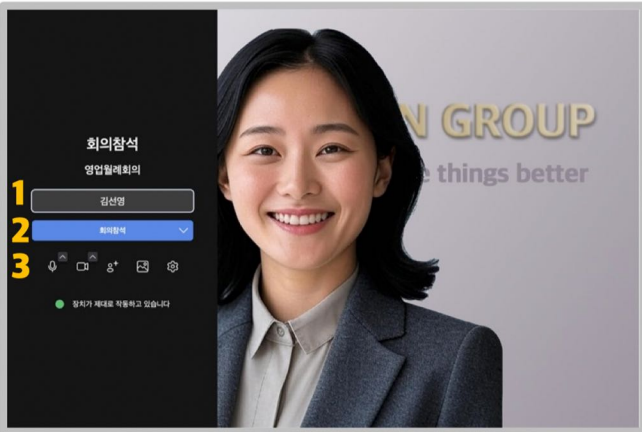 회의참석
영업월례회의
1
김선영
2
회의참석
3
장치가 제대로 작동하고 있습니다
N GROUP
things better